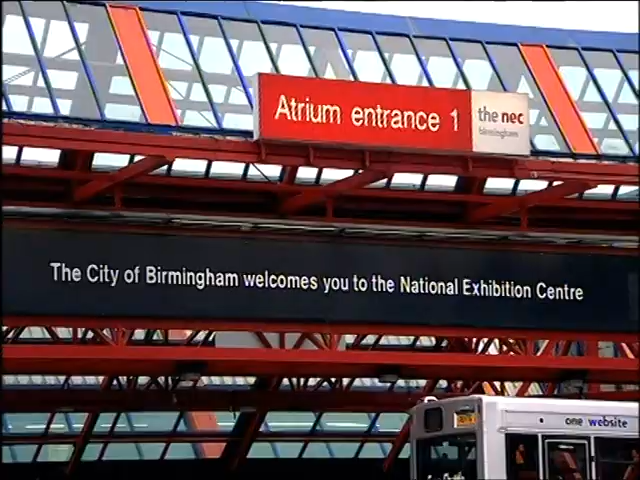 Atrium entrance 1
the nec
birmingham
The City of Birmingham welcomes you to the National Exhibition Centre
one website